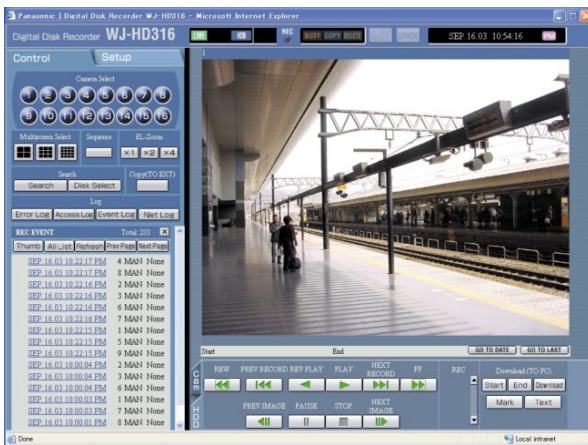 Panasonic | Digital Disk Recorder WJ-HD316 - Microsoft Internet Explorer
Digital Disk Recorder WJ-HD316
LIVE HDD REC BUSY COPY DELETE ERROR SEP 16.03 10:54:16 PM
Control Setup
1
Camera Select
1 2 3 4 5 6 7 8
9 10 11 12 13 14 15 16
Multiscreen Select Sequence EL-Zoom
×1 ×2 ×4
Search Copy(TO EXT)
Search Disk Select
Log
Error Log Access Log Event Log Net Log
REC EVENT Total: 233
Thumb All List Refresh Prev Page Next Page
SEP 16.03 10:22:17 PM 4 MAN None
SEP 16.03 10:22:17 PM 8 MAN None
SEP 16.03 10:22:16 PM 2 MAN None
SEP 16.03 10:22:16 PM 3 MAN None
SEP 16.03 10:22:16 PM 6 MAN None
SEP 16.03 10:22:16 PM 7 MAN None
SEP 16.03 10:22:15 PM 1 MAN None
SEP 16.03 10:22:15 PM 5 MAN None
SEP 16.03 10:22:15 PM 9 MAN None
SEP 16.03 10:00:04 PM 2 MAN None
SEP 16.03 10:00:04 PM 3 MAN None
SEP 16.03 10:00:04 PM 6 MAN None
SEP 16.03 10:00:03 PM 1 MAN None
SEP 16.03 10:00:03 PM 7 MAN None
SEP 16.03 10:00:01 PM 8 MAN None
Start End GO TO DATE GO TO LAST
Cam
HDD
REW PREV RECORD REV PLAY PLAY NEXT RECORD FF
PREV IMAGE PAUSE STOP NEXT IMAGE
REC
Download (TO PC)
Start End Download
Mark Text
Done Local intranet